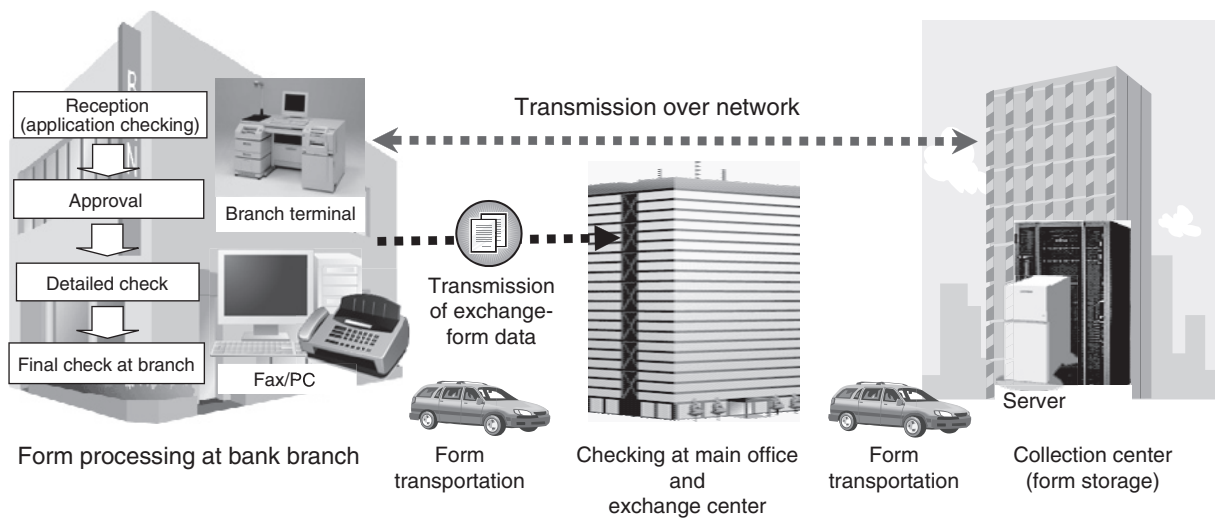 Reception
(application checking)
Approval
Detailed check
Final check at branch
Branch terminal
Fax/PC
Form processing at bank branch
Transmission over network
Transmission
of exchange-
form data
Form
transportation
Checking at main office
and
exchange center
Form
transportation
Server
Collection center
(form storage)